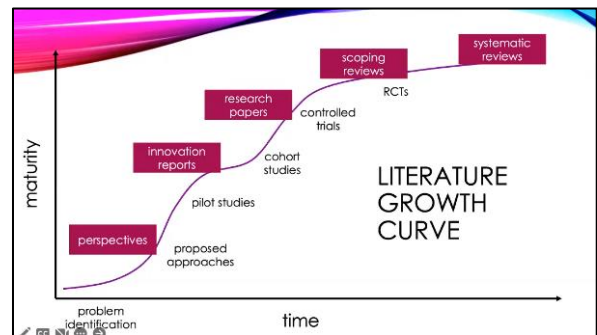 systematic
reviews
scoping
reviews
RCTs
research
papers
controlled
trials
innovation
reports
cohort
studies
LITERATURE
GROWTH
CURVE
maturity
pilot studies
perspectives
proposed
approaches
problem
identification
time